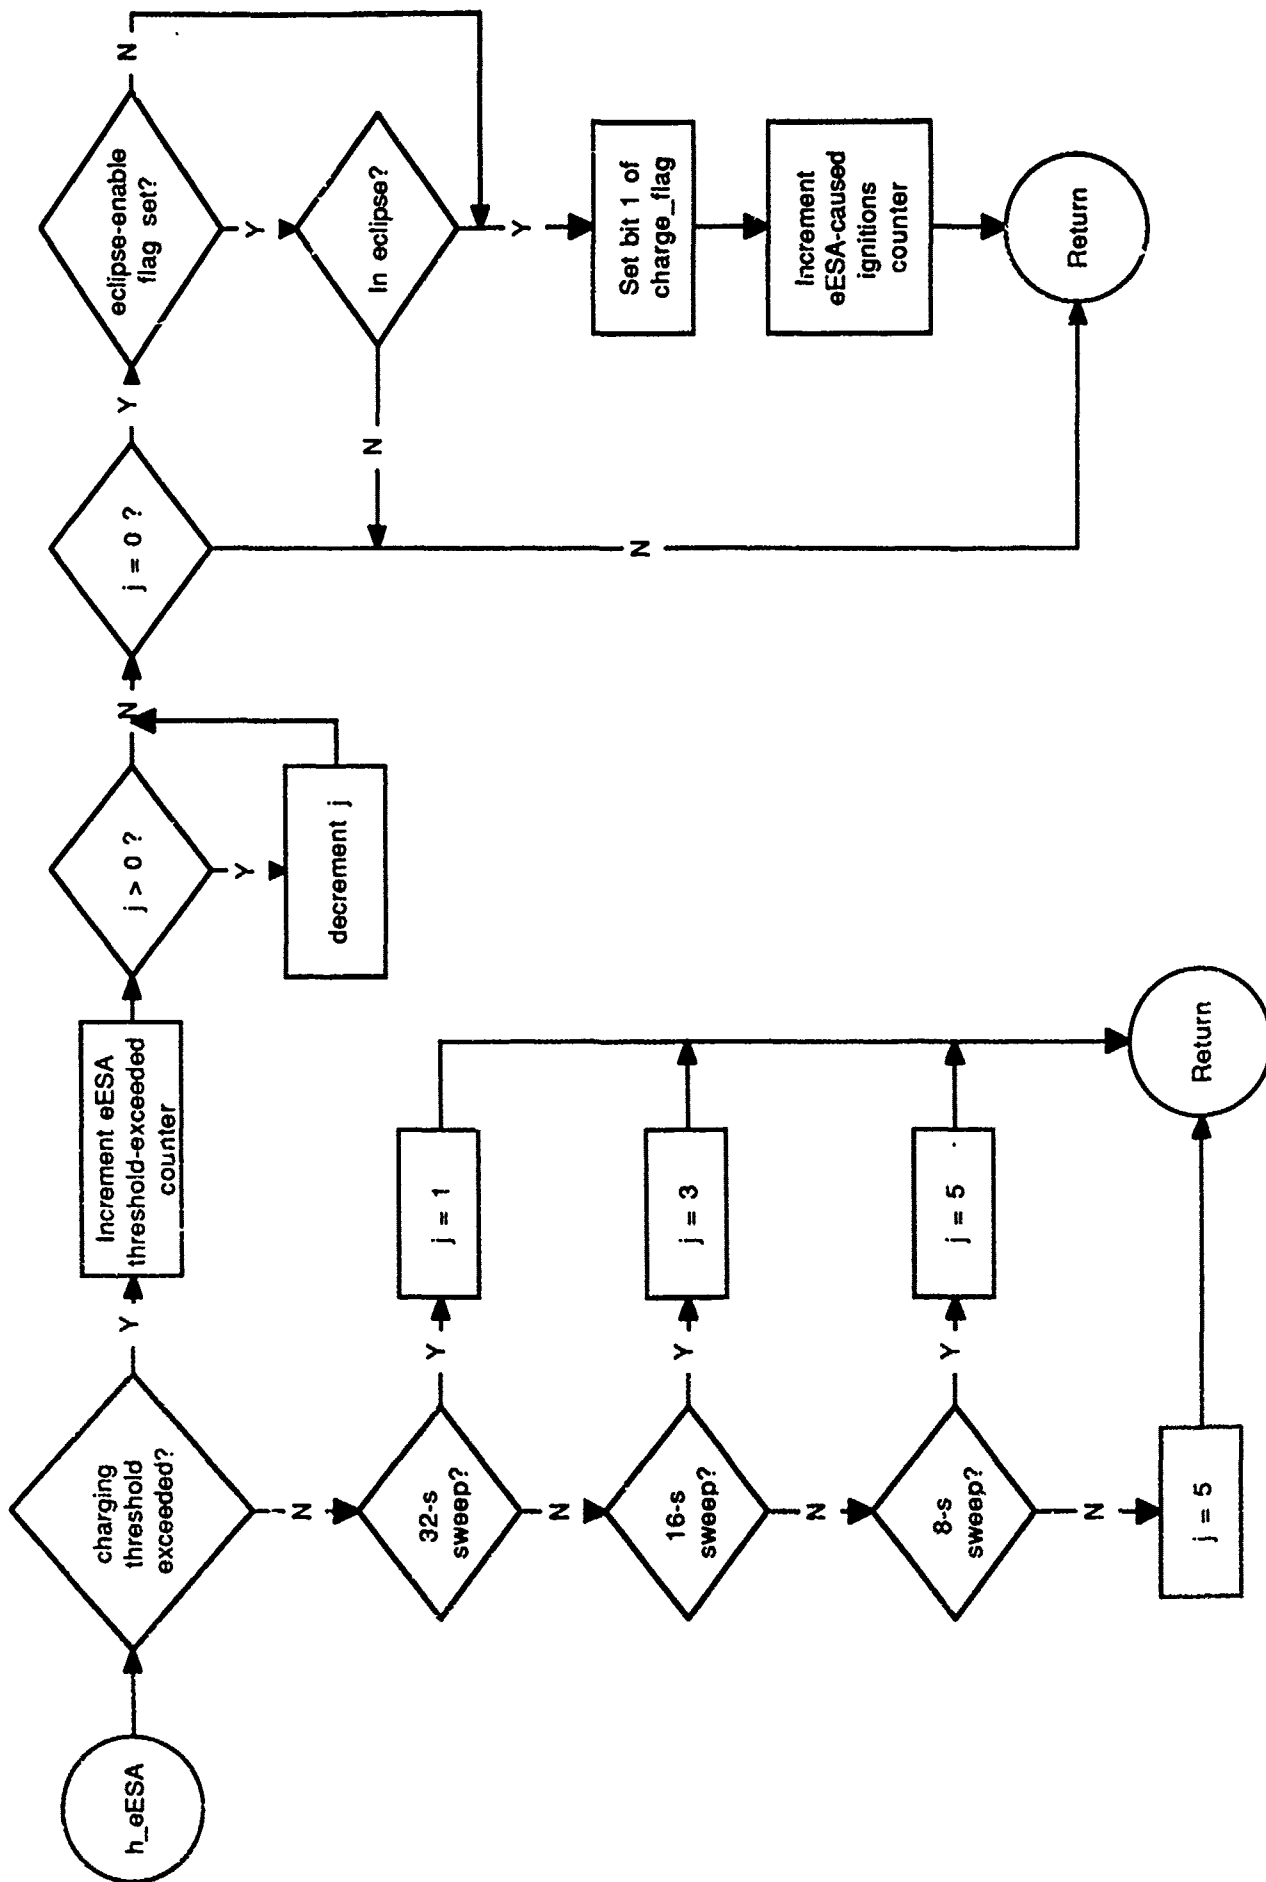 h_eESA
charging
threshold
exceeded?
Y
Increment eESA
threshold-exceeded
counter
j > 0 ?
N
Y
decrement j
j = 0 ?
Y
N
eclipse-enable
flag set?
N
Y
In eclipse?
N
Y
Set bit 1 of
charge_flag
Increment
eESA-caused
ignitions
counter
Return
N
32-s
sweep?
Y
j = 1
N
16-s
sweep?
Y
j = 3
N
8-s
sweep?
Y
j = 5
N
j = 5
Return